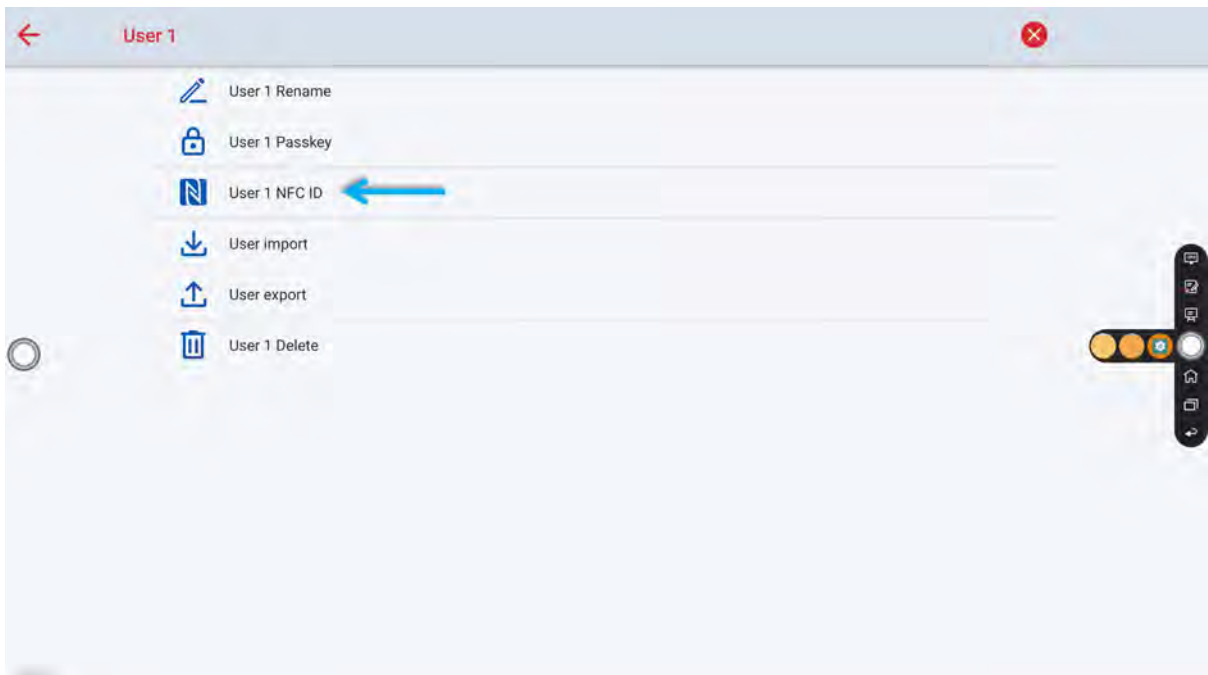 User 1
User 1 Rename
User 1 Passkey
User 1 NFC ID
User import
User export
User 1 Delete